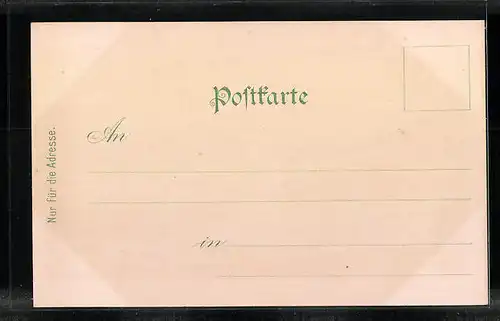 Postkarte
An
in
Nur für die Adresse.